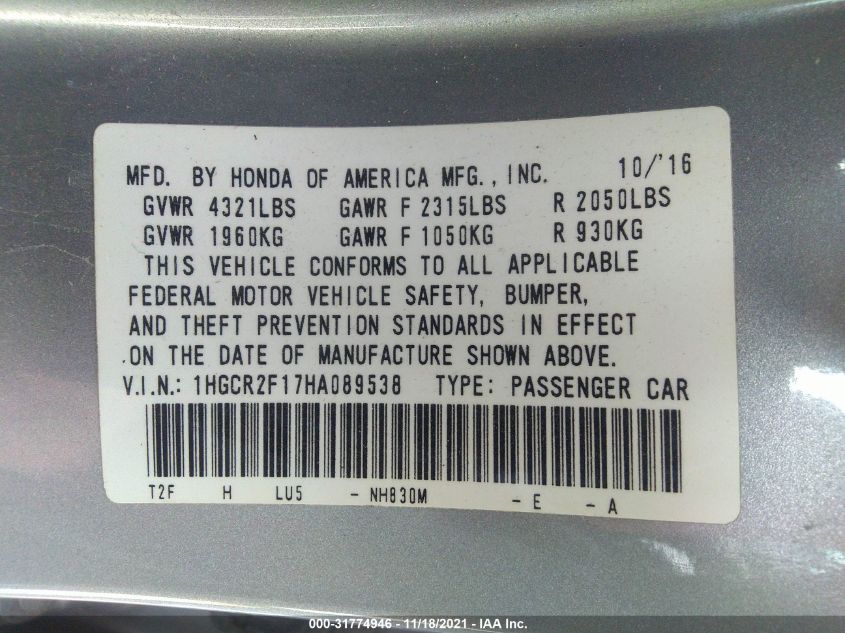 MFD. BY HONDA OF AMERICA MFG., INC. 10/'16
GVWR 4321LBS GAWR F 2315LBS R 2050LBS
GVWR 1960KG GAWR F 1050KG R 930KG
THIS VEHICLE CONFORMS TO ALL APPLICABLE
FEDERAL MOTOR VEHICLE SAFETY, BUMPER,
AND THEFT PREVENTION STANDARDS IN EFFECT
ON THE DATE OF MANUFACTURE SHOWN ABOVE.
V.I.N.: 1HGCR2F17HA089538 TYPE: PASSENGER CAR
T2F H LU5 - NH830M - E - A
000-31774946 - 11/18/2021 - IAA Inc.